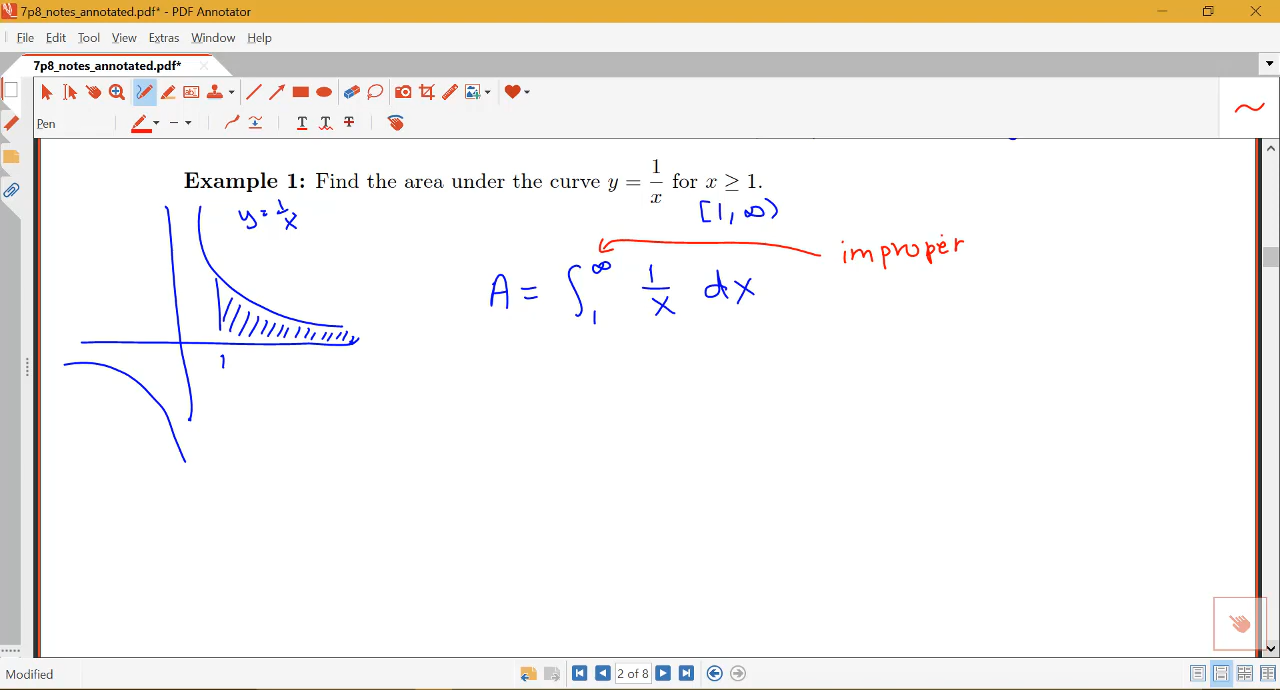 7p8_notes_annotated.pdf* - PDF Annotator
File Edit Tool View Extras Window Help
7p8_notes_annotated.pdf*
Pen
Example 1: Find the area under the curve y = 1/x for x ≥ 1.
y = 1/x
[1, ∞)
improper
A = ∫₁^∞ 1/x dx
1
Modified
2 of 8